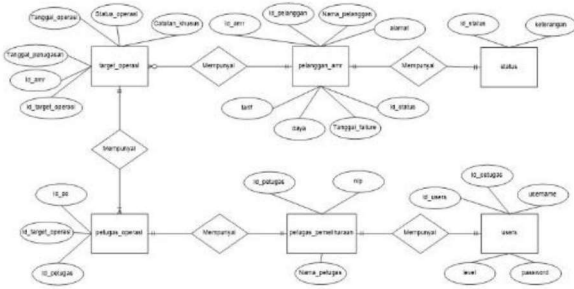 Tanggal_operasi
Status_operasi
Catatan_khusus
Id_amr
Id_pelanggan
Nama_pelanggan
alamat
id_status
keterangan
Tanggal_penugasan
target_operasi
Mempunyai
pelanggan_amr
Mempunyai
status
id_amr
id_target_operasi
tarif
daya
Tanggal_failure
id_status
Mempunyai
id_petugas
nip
id_petugas
id_users
username
id_target_operasi
petugas_operasi
Mempunyai
petugas_pemeliharaan
Mempunyai
users
id_petugas
Nama_petugas
level
password